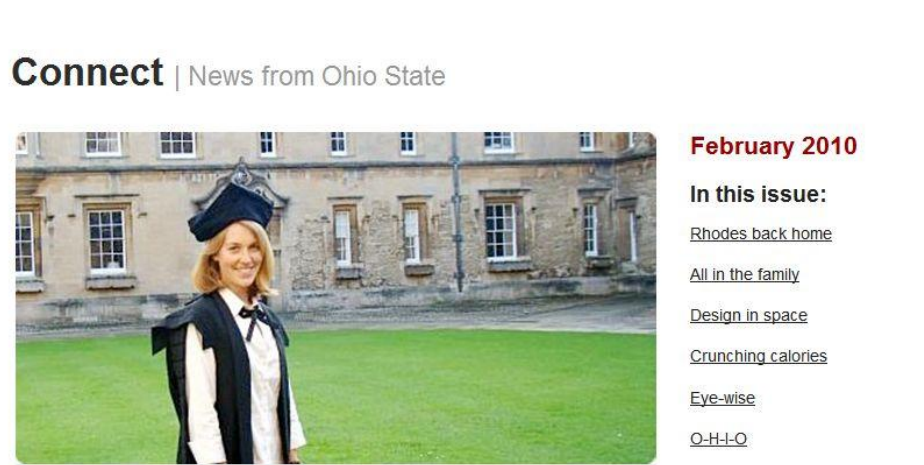 Connect | News from Ohio State
February 2010
In this issue:
Rhodes back home
All in the family
Design in space
Crunching calories
Eye-wise
O-H-I-O